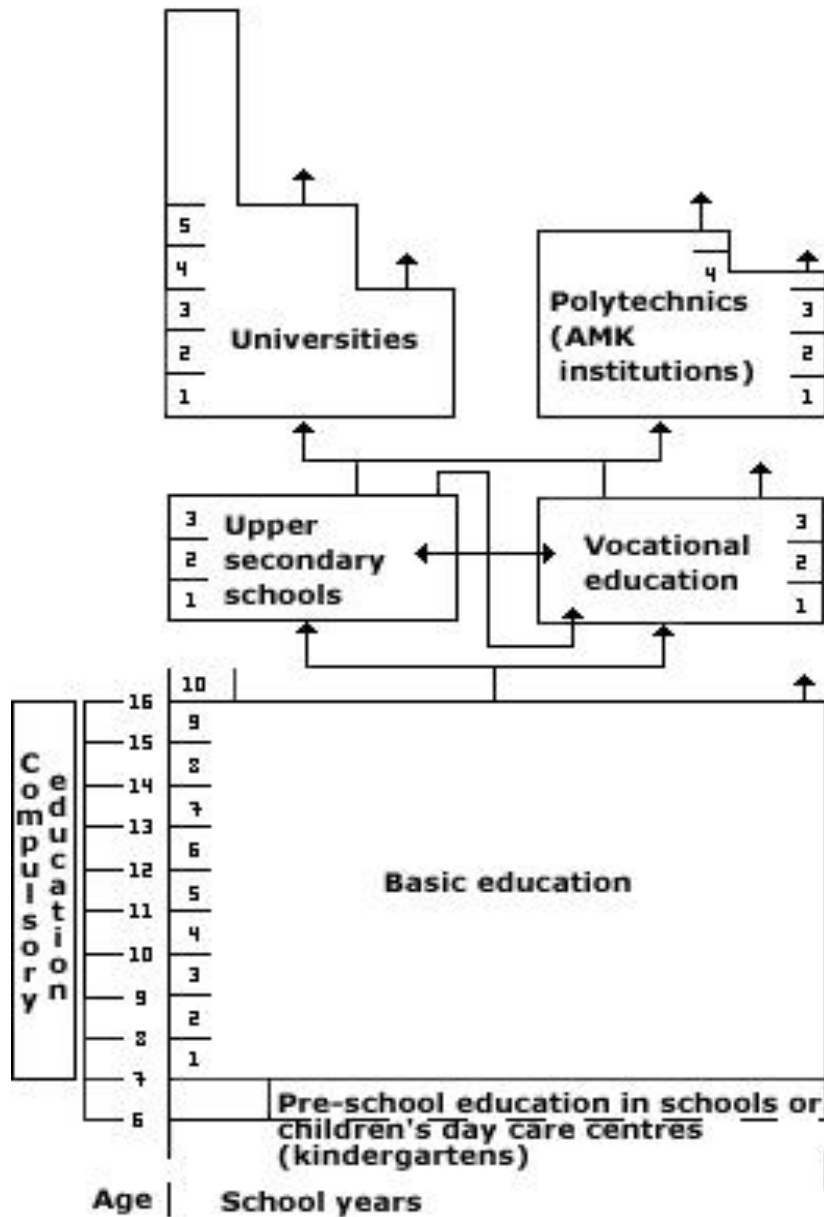 5
4
3
2
1
Universities
4
Polytechnics
(AMK
institutions)
3
2
1
3
2
1
Upper
secondary
schools
Vocational
education
3
2
1
Compulsory
education
16
15
14
13
12
11
10
9
8
7
6
10
9
8
7
6
5
4
3
2
1
Basic education
Pre-school education in schools or
children's day care centres
(kindergartens)
Age
School years